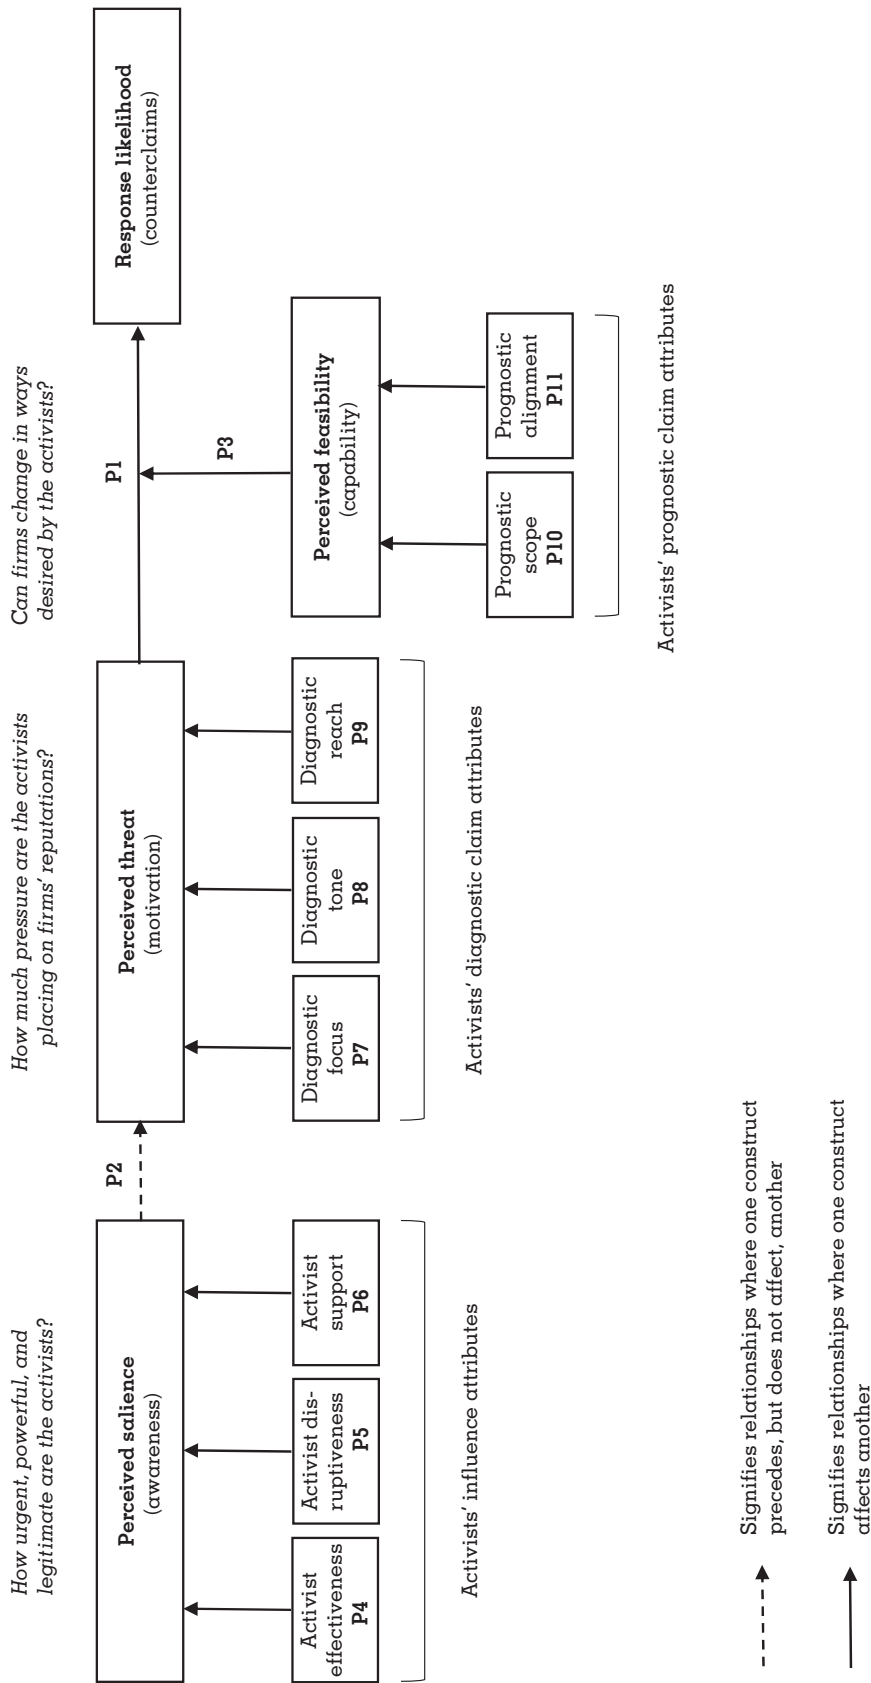 How urgent, powerful, and
legitimate are the activists?
How much pressure are the activists
placing on firms' reputations?
Can firms change in ways
desired by the activists?
Perceived salience
(awareness)
P2
Perceived threat
(motivation)
P1
Response likelihood
(counterclaims)
P3
Activist
effectiveness
P4
Activist dis-
ruptiveness
P5
Activist
support
P6
Diagnostic
focus
P7
Diagnostic
tone
P8
Diagnostic
reach
P9
Perceived feasibility
(capability)
Prognostic
scope
P10
Prognostic
alignment
P11
Activists' influence attributes
Activists' diagnostic claim attributes
Activists' prognostic claim attributes
Signifies relationships where one construct
precedes, but does not affect, another
Signifies relationships where one construct
affects another